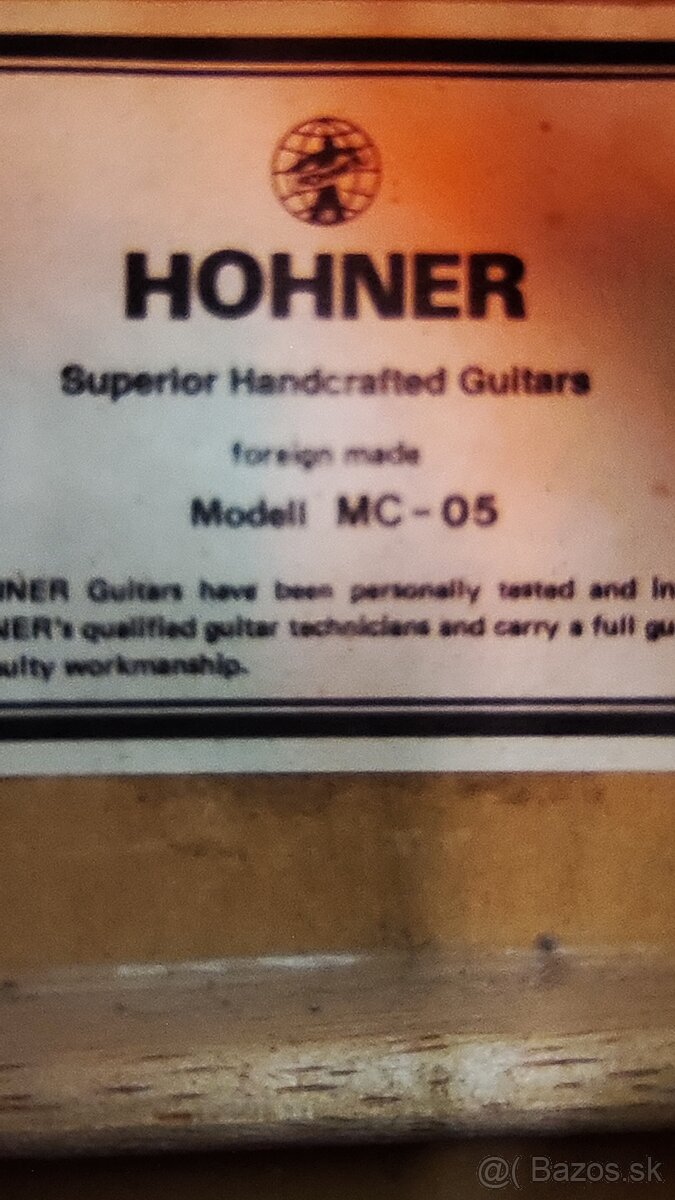 HOHNER
Superior Handcrafted Guitars
foreign made
Modell MC-05
NER Guitars have been personally tested and in
NER's qualified guitar technicians and carry a full gu
ulty workmanship.
@( Bazos.sk